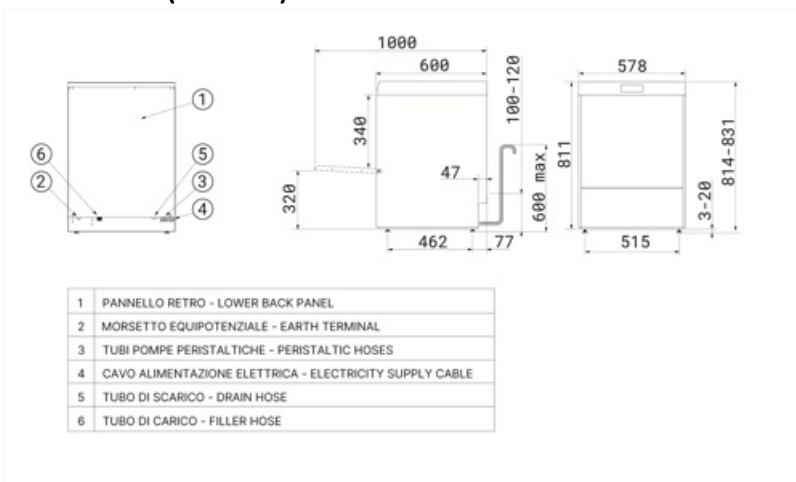 1000
600
578
100-120
1
340
811
814-831
6
5
47
2
3
320
600 max
3-20
4
462
77
515
1 PANNELLO RETRO - LOWER BACK PANEL
2 MORSETTO EQUIPOTENZIALE - EARTH TERMINAL
3 TUBI POMPE PERISTALTICHE - PERISTALTIC HOSES
4 CAVO ALIMENTAZIONE ELETTRICA - ELECTRICITY SUPPLY CABLE
5 TUBO DI SCARICO - DRAIN HOSE
6 TUBO DI CARICO - FILLER HOSE